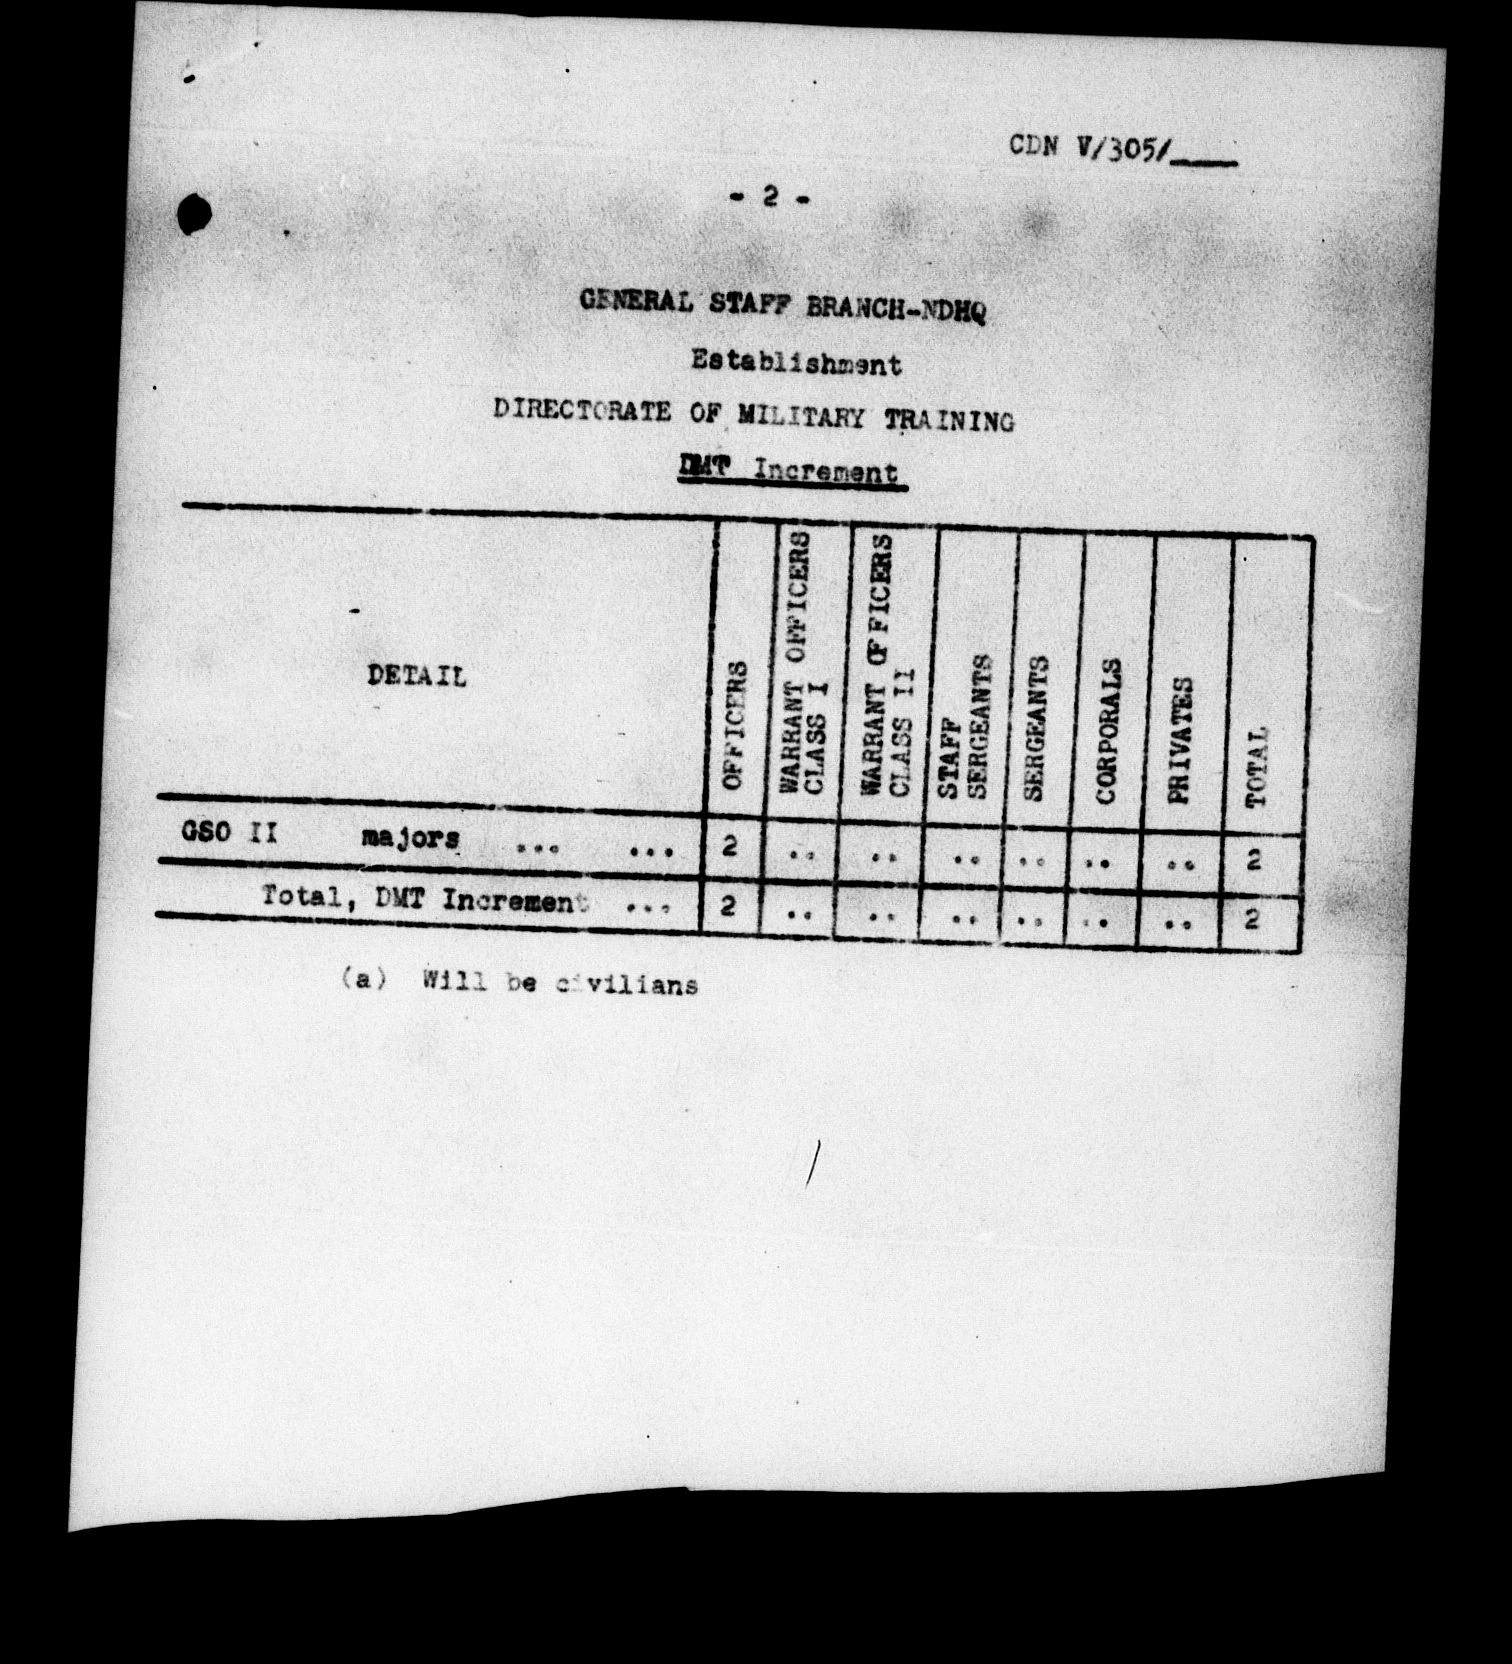 CDN V/305/____
- 2 -
GENERAL STAFF BRANCH-NDHQ
Establishment
DIRECTORATE OF MILITARY TRAINING
DMT Increment
DETAIL
OFFICERS
WARRANT OFFICERS
CLASS I
WARRANT OFFICERS
CLASS II
STAFF
SERGEANTS
SERGEANTS
CORPORALS
PRIVATES
TOTAL
GSO II majors ... ... 2 .. .. .. .. .. .. 2
Total, DMT Increment ... 2 .. .. .. .. .. .. 2
(a) Will be civilians